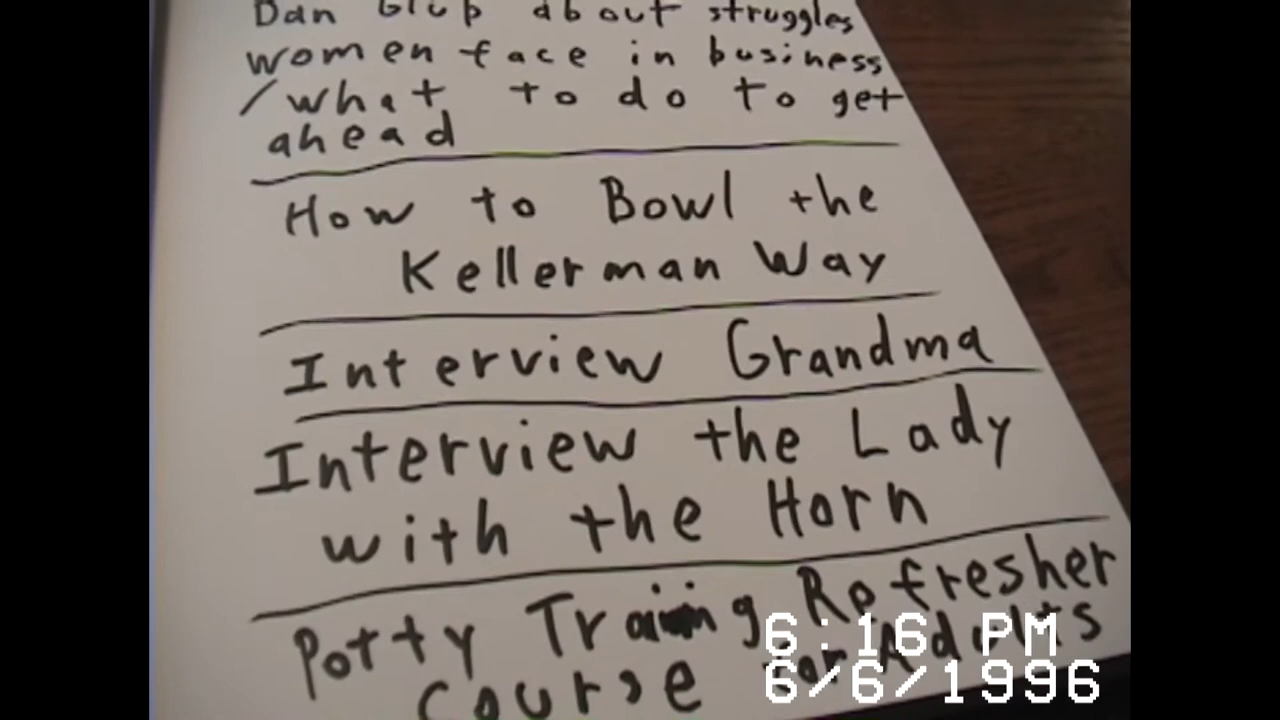 Dan Glup about struggles
women face in business
/what to do to get
ahead
How to Bowl the
Kellerman Way
Interview Grandma
Interview the Lady
with the Horn
Potty Training Refresher
Course for Adults
6:16 PM
6/6/1996